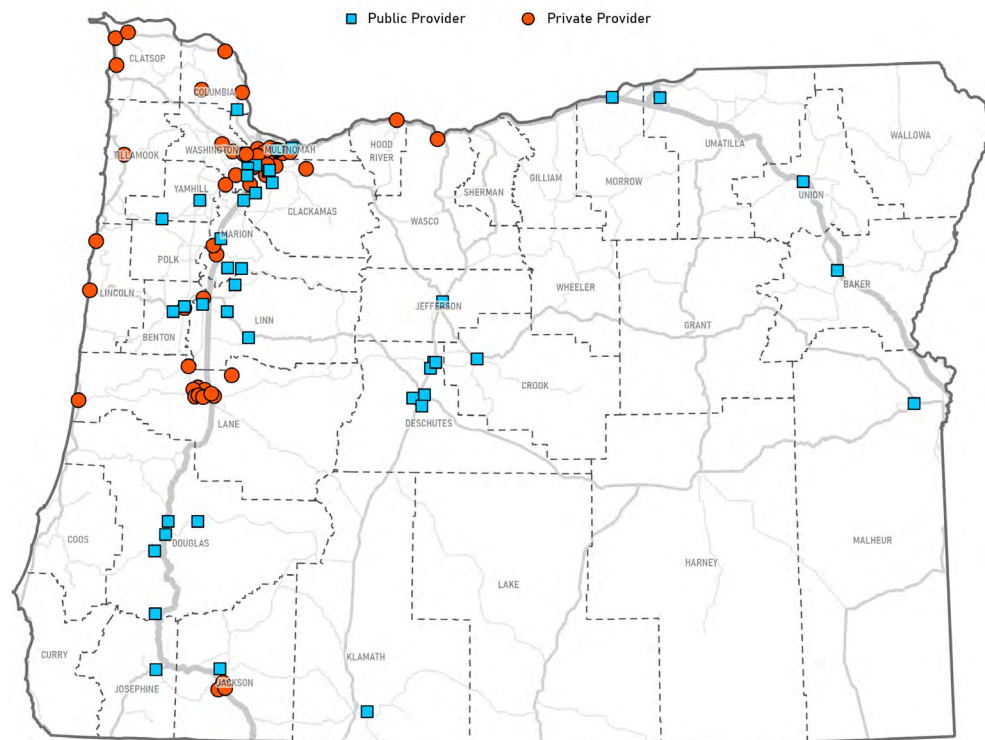 Public Provider
Private Provider
CLATSOP
COLUMBIA
TILLAMOOK
WASHINGTON
MULTNOMAH
HOOD
RIVER
UMATILLA
WALLOWA
GILLIAM
MORROW
SHERMAN
UNION
YAMHILL
CLACKAMAS
WASCO
MARION
POLK
LINCOLN
JEFFERSON
WHEELER
BAKER
LINN
BENTON
GRANT
CROOK
LANE
DESCHUTES
COOS
DOUGLAS
MALHEUR
HARNEY
LAKE
CURRY
KLAMATH
JOSEPHINE
JACKSON